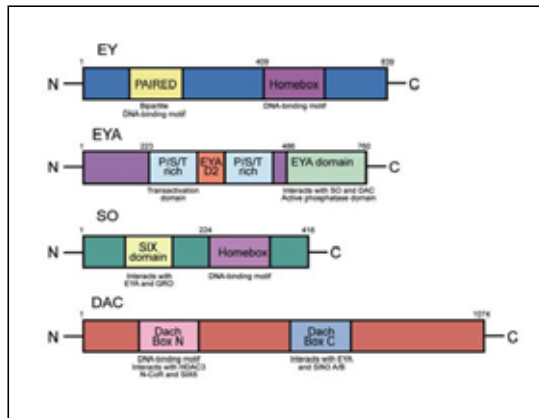 EY
1 409 838
N PAIRED Homebox C
Bipartite DNA-binding motif
DNA-binding motif
EYA
1 223 486 760
N P/S/T rich EYA D2 P/S/T rich EYA domain C
Transactivation domain
Interacts with SO and DAC
Active phosphatase domain
SO
1 224 416
N SIX domain Homebox C
Interacts with EYA and GRO
DNA-binding motif
DAC
1 1074
N Dach Box N Dach Box C C
DNA-binding motif
Interacts with HDAC3
N-CoR and SIX6
Interacts with EYA
and SIN3 A/B